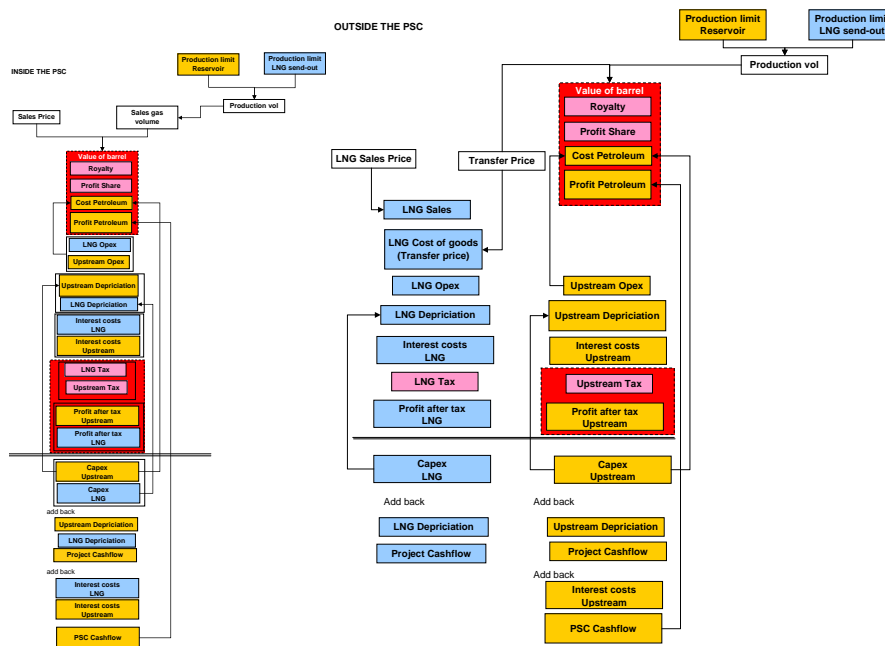 INSIDE THE PSC
Production limit
Reservoir
Production limit
LNG send-out
Sales Price
Sales gas
volume
Production vol
Value of barrel
Royalty
Profit Share
Cost Petroleum
Profit Petroleum
LNG Opex
Upstream Opex
Upstream Depriciation
LNG Depriciation
Interest costs
LNG
Interest costs
Upstream
LNG Tax
Upstream Tax
Profit after tax
Upstream
Profit after tax
LNG
Capex
Upstream
Capex
LNG
add back
Upstream Depriciation
LNG Depriciation
Project Cashflow
add back
Interest costs
LNG
Interest costs
Upstream
PSC Cashflow
OUTSIDE THE PSC
Production limit
Reservoir
Production limit
LNG send-out
Production vol
Value of barrel
Royalty
Profit Share
Cost Petroleum
Profit Petroleum
LNG Sales Price
Transfer Price
LNG Sales
LNG Cost of goods
(Transfer price)
LNG Opex
Upstream Opex
LNG Depriciation
Upstream Depriciation
Interest costs
LNG
Interest costs
Upstream
LNG Tax
Upstream Tax
Profit after tax
LNG
Profit after tax
Upstream
Capex
LNG
Capex
Upstream
Add back
Add back
LNG Depriciation
Upstream Depriciation
Project Cashflow
Project Cashflow
Add back
Interest costs
Upstream
PSC Cashflow